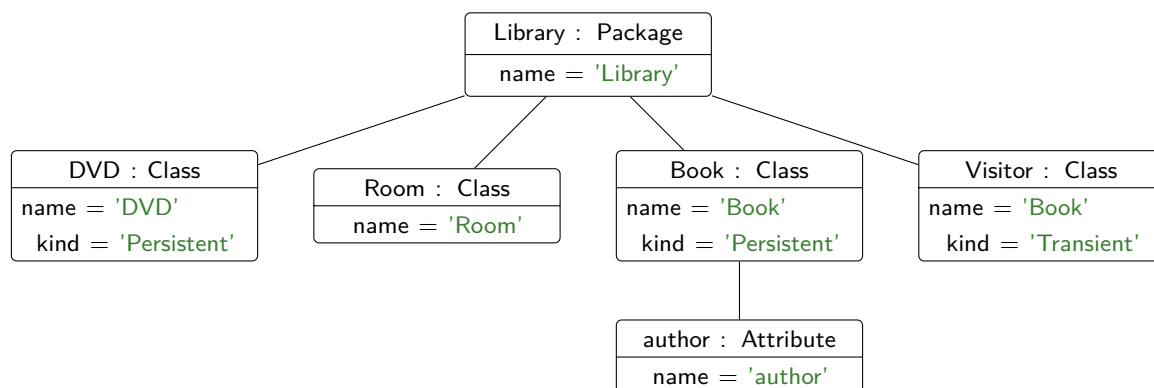 Library : Package
name = 'Library'
DVD : Class
name = 'DVD'
kind = 'Persistent'
Room : Class
name = 'Room'
Book : Class
name = 'Book'
kind = 'Persistent'
Visitor : Class
name = 'Book'
kind = 'Transient'
author : Attribute
name = 'author'